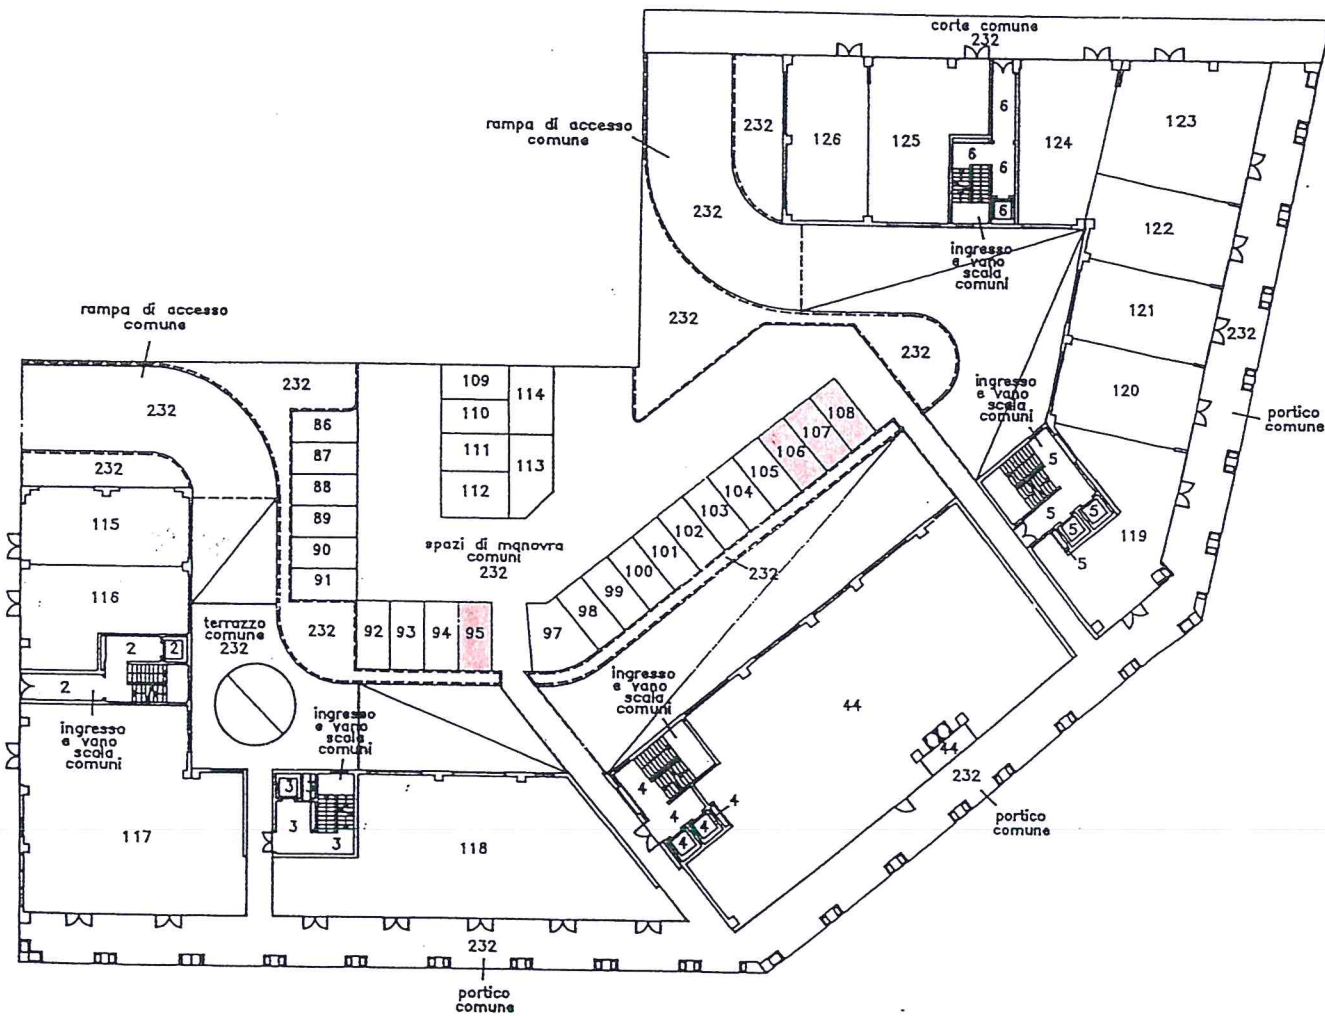 corte comune
232
rampa di accesso
comune
232
126
125
6
6
6
6
124
123
232
ingresso
e vano
scala
comuni
122
121
232
120
portico
comune
232
232
ingresso
e vano
scala
comuni
5
5
5
5
5
119
rampa di accesso
comune
232
232
232
86
87
88
89
90
91
109
110
111
112
114
113
108
107
106
105
104
103
102
101
100
99
98
97
spazi di manovra
comuni
232
232
115
116
terrazzo
comune
232
232
92
93
94
95
2
2
2
ingresso
e vano
scala
comuni
ingresso
e vano
scala
comuni
ingresso
e vano
scala
comuni
44
44
232
portico
comune
4
4
4
4
4
3
3
3
3
117
118
232
portico
comune